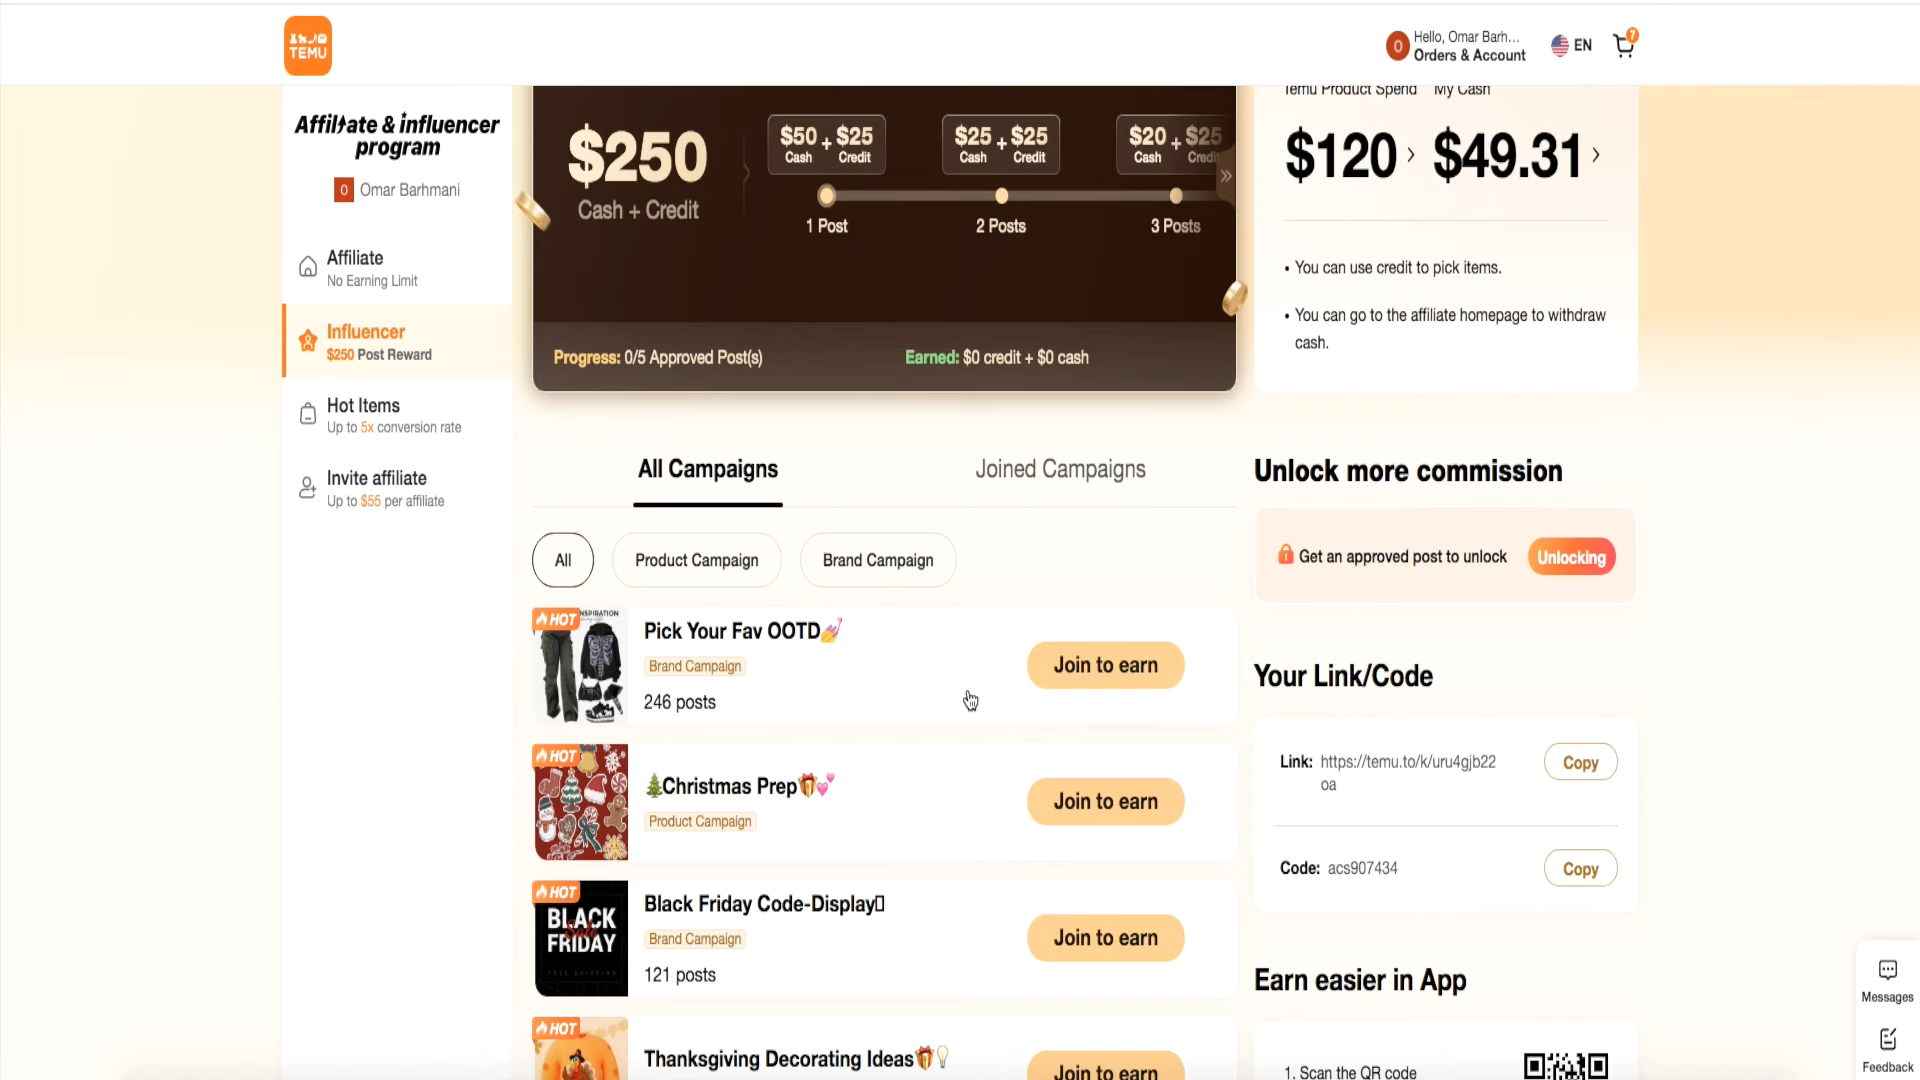 TEMU
Hello, Omar Barh...
Orders & Account
EN
7
Affiliate & influencer
program
O Omar Barhmani
Affiliate
No Earning Limit
Influencer
$250 Post Reward
Hot Items
Up to 5x conversion rate
Invite affiliate
Up to $55 per affiliate
$250
Cash + Credit
$50 + $25
Cash Credit
$25 + $25
Cash Credit
$20 + $25
Cash Credit
1 Post
2 Posts
3 Posts
Progress: 0/5 Approved Post(s)
Earned: $0 credit + $0 cash
Temu Product Spend My Cash
$120 › $49.31 ›
• You can use credit to pick items.
• You can go to the affiliate homepage to withdraw
cash.
All Campaigns
Joined Campaigns
All
Product Campaign
Brand Campaign
HOT
Pick Your Fav OOTD💅
Brand Campaign
246 posts
Join to earn
HOT
🎄Christmas Prep🎁💕
Product Campaign
Join to earn
HOT
BLACK
Sale
FRIDAY
FREE SHIPPING
Black Friday Code-Display▯
Brand Campaign
121 posts
Join to earn
HOT
Thanksgiving Decorating Ideas🎁💡
Join to earn
Unlock more commission
Get an approved post to unlock
Unlocking
Your Link/Code
Link: https://temu.to/k/uru4gjb22
oa
Copy
Code: acs907434
Copy
Earn easier in App
1. Scan the QR code
Messages
Feedback